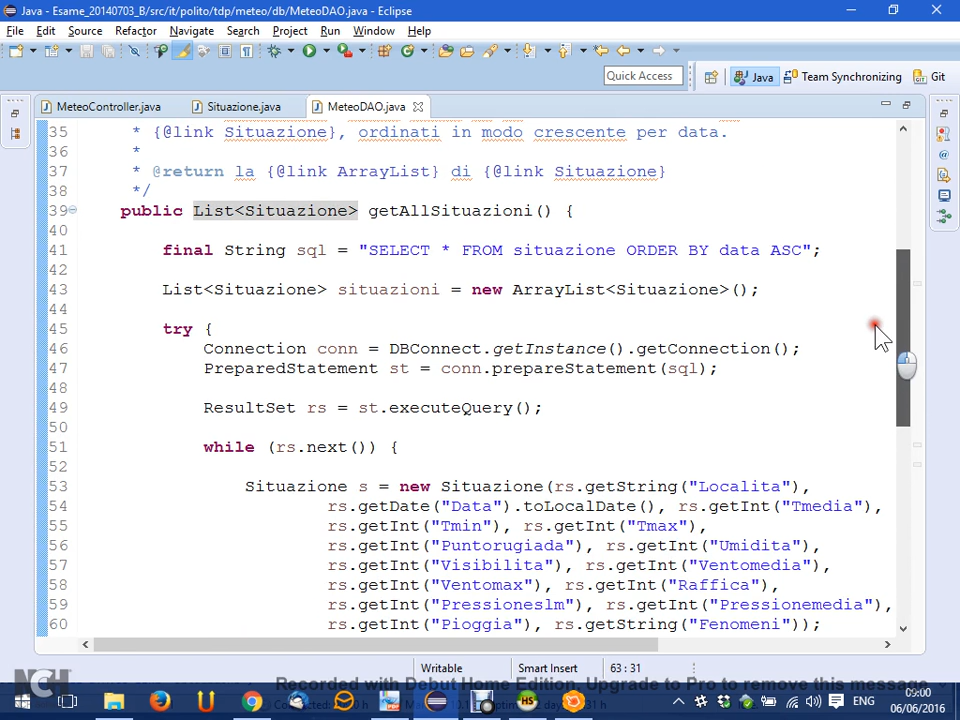 Java - Esame_20140703_B/src/it/polito/tdp/meteo/db/MeteoDAO.java - Eclipse
File Edit Source Refactor Navigate Search Project Run Window Help
Quick Access Java Team Synchronizing Git
MeteoController.java Situazione.java MeteoDAO.java
35 * {@link Situazione}, ordinati in modo crescente per data.
36 *
37 * @return la {@link ArrayList} di {@link Situazione}
38 */
39 public List<Situazione> getAllSituazioni() {
40
41 final String sql = "SELECT * FROM situazione ORDER BY data ASC";
42
43 List<Situazione> situazioni = new ArrayList<Situazione>();
44
45 try {
46 Connection conn = DBConnect.getInstance().getConnection();
47 PreparedStatement st = conn.prepareStatement(sql);
48
49 ResultSet rs = st.executeQuery();
50
51 while (rs.next()) {
52
53 Situazione s = new Situazione(rs.getString("Localita"),
54 rs.getDate("Data").toLocalDate(), rs.getInt("Tmedia"),
55 rs.getInt("Tmin"), rs.getInt("Tmax"),
56 rs.getInt("Puntorugiada"), rs.getInt("Umidita"),
57 rs.getInt("Visibilita"), rs.getInt("Ventomedia"),
58 rs.getInt("Ventomax"), rs.getInt("Raffica"),
59 rs.getInt("Pressioneslm"), rs.getInt("Pressionemedia"),
60 rs.getInt("Pioggia"), rs.getString("Fenomeni"));
Writable Smart Insert 63 : 31
NCH
Recorded with Debut Home Edition. Upgrade to Pro to remove this message
ENG
09:00
06/06/2016